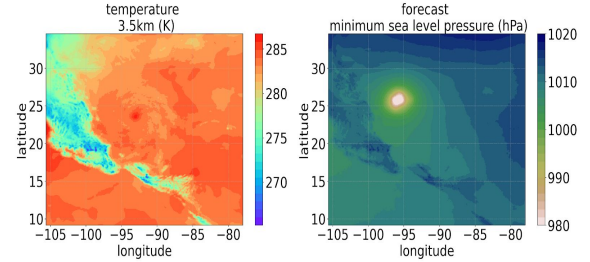 temperature
3.5km (K)
latitude
30
25
20
15
10
−105 −100 −95 −90 −85 −80
longitude
285
280
275
270
forecast
minimum sea level pressure (hPa)
latitude
30
25
20
15
10
−105 −100 −95 −90 −85 −80
longitude
1020
1010
1000
990
980